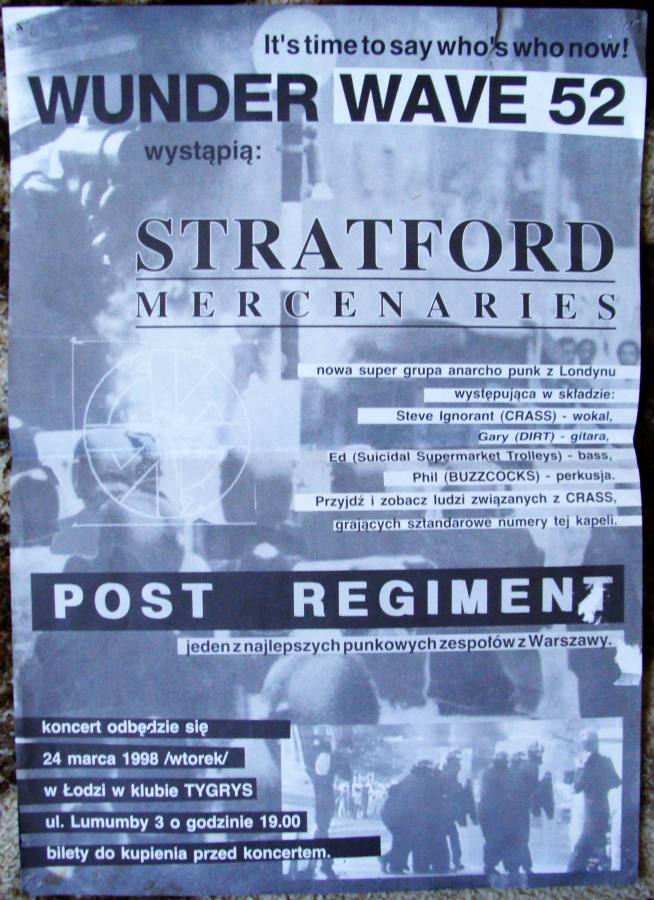 It's time to say who's who now!
WUNDER WAVE 52
wystąpią:
STRATFORD
MERCENARIES
nowa super grupa anarcho punk z Londynu
występująca w składzie:
Steve Ignorant (CRASS) - wokal,
Gary (DIRT) - gitara,
Ed (Suicidal Supermarket Trolleys) - bass,
Phil (BUZZCOCKS) - perkusja.
Przyjdź i zobacz ludzi związanych z CRASS,
grających sztandarowe numery tej kapeli.
POST REGIMENT
jeden z najlepszych punkowych zespołów z Warszawy.
koncert odbędzie się
24 marca 1998 /wtorek/
w Łodzi w klubie TYGRYS
ul. Lumumby 3 o godzinie 19.00
bilety do kupienia przed koncertem.